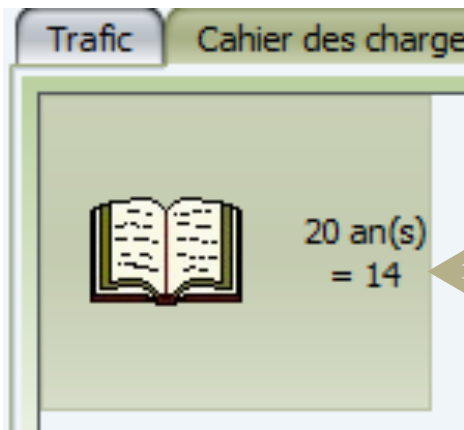 Trafic Cahier des charge
20 an(s)
= 14